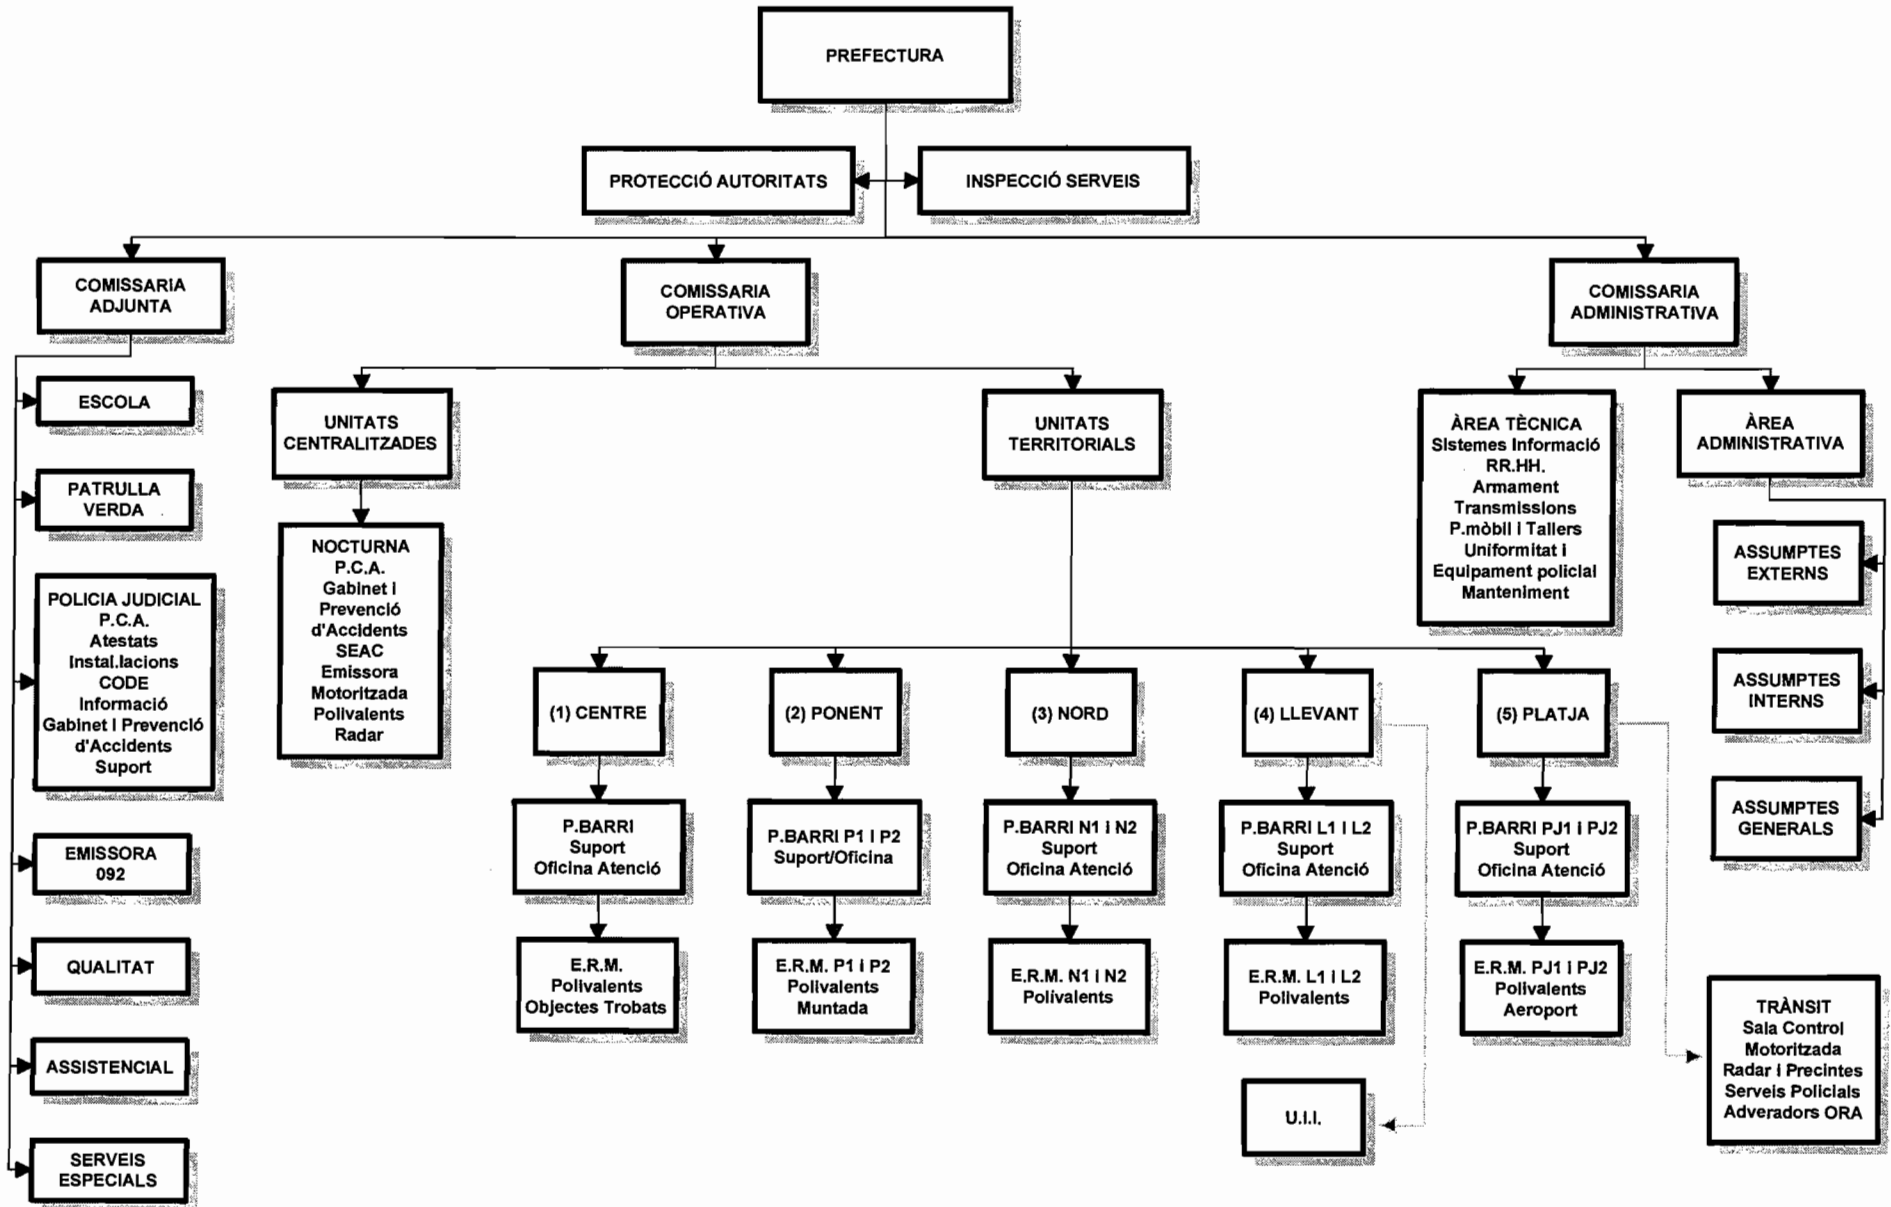 PREFECTURA
PROTECCIÓ AUTORITATS
INSPECCIÓ SERVEIS
COMISSARIA
ADJUNTA
COMISSARIA
OPERATIVA
COMISSARIA
ADMINISTRATIVA
ESCOLA
PATRULLA
VERDA
POLICIA JUDICIAL
P.C.A.
Atestats
Instal.lacions
CODE
Informació
Gabinet i Prevenció
d'Accidents
Suport
EMISSORA
092
QUALITAT
ASSISTENCIAL
SERVEIS
ESPECIALS
UNITATS
CENTRALITZADES
NOCTURNA
P.C.A.
Gabinet i
Prevenció
d'Accidents
SEAC
Emissora
Motoritzada
Polivalents
Radar
UNITATS
TERRITORIALS
(1) CENTRE
P.BARRI
Suport
Oficina Atenció
E.R.M.
Polivalents
Objectes Trobats
(2) PONENT
P.BARRI P1 i P2
Suport/Oficina
E.R.M. P1 i P2
Polivalents
Muntada
(3) NORD
P.BARRI N1 i N2
Suport
Oficina Atenció
E.R.M. N1 i N2
Polivalents
(4) LLEVANT
P.BARRI L1 i L2
Suport
Oficina Atenció
E.R.M. L1 i L2
Polivalents
U.I.I.
(5) PLATJA
P.BARRI PJ1 i PJ2
Suport
Oficina Atenció
E.R.M. PJ1 i PJ2
Polivalents
Aeroport
TRÀNSIT
Sala Control
Motoritzada
Radar i Precintes
Serveis Policials
Adveradors ORA
ÀREA TÈCNICA
Sistemes Informació
RR.HH.
Armament
Transmissions
P.mòbil i Tallers
Uniformitat i
Equipament policial
Manteniment
ÀREA
ADMINISTRATIVA
ASSUMPTES
EXTERNS
ASSUMPTES
INTERNS
ASSUMPTES
GENERALS